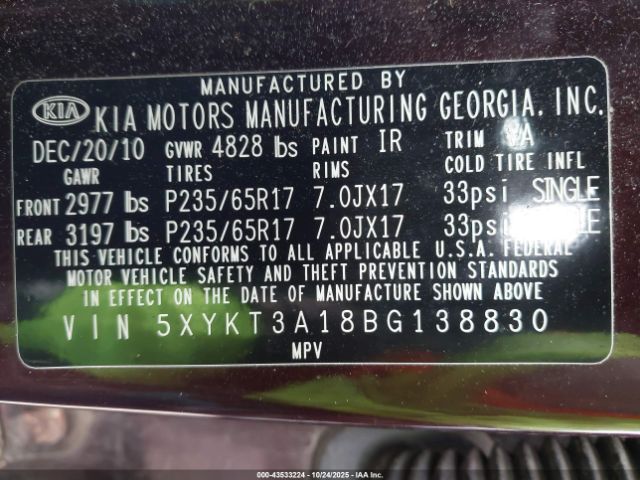 MANUFACTURED BY
KIA KIA MOTORS MANUFACTURING GEORGIA, INC.
DEC/20/10 GVWR 4828 lbs PAINT IR TRIM VA
GAWR TIRES RIMS COLD TIRE INFL
FRONT 2977 lbs P235/65R17 7.0JX17 33psi SINGLE
REAR 3197 lbs P235/65R17 7.0JX17 33psi
THIS VEHICLE CONFORMS TO ALL APPLICABLE U.S.A. FEDERAL
MOTOR VEHICLE SAFETY AND THEFT PREVENTION STANDARDS
IN EFFECT ON THE DATE OF MANUFACTURE SHOWN ABOVE
VIN 5XYKT3A18BG138830
MPV
000-43533224 - 10/24/2025 - IAA Inc.